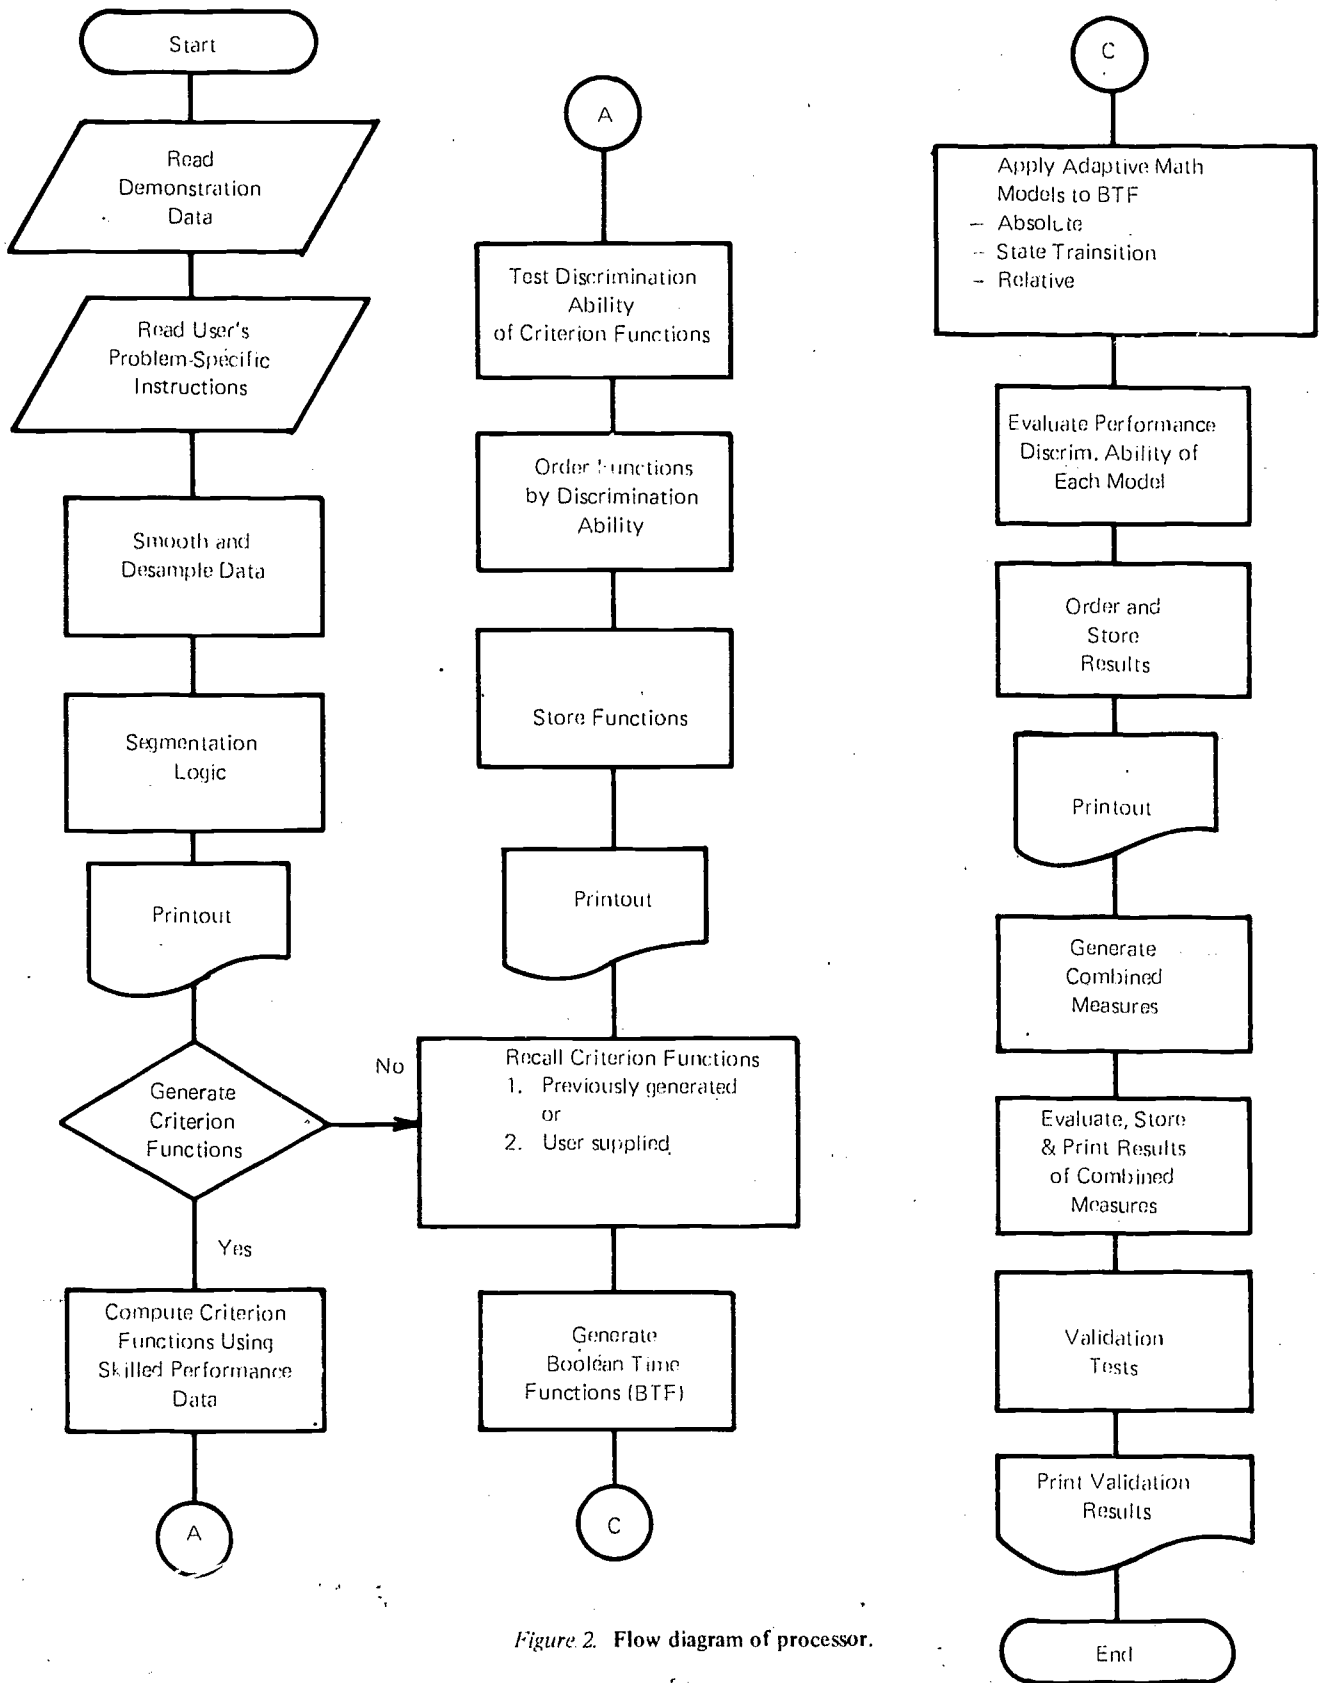 Start
Read
Demonstration
Data
Read User's
Problem-Specific
Instructions
Smooth and
Desample Data
Segmentation
Logic
Printout
Generate
Criterion
Functions
No
Yes
Compute Criterion
Functions Using
Skilled Performance
Data
A
A
Test Discrimination
Ability
of Criterion Functions
Order Functions
by Discrimination
Ability
Store Functions
Printout
Recall Criterion Functions
1. Previously generated
or
2. User supplied
Generate
Boolean Time
Functions (BTF)
C
C
Apply Adaptive Math
Models to BTF
– Absolute
– State Trainsition
– Relative
Evaluate Performance
Discrim. Ability of
Each Model
Order and
Store
Results
Printout
Generate
Combined
Measures
Evaluate, Store
& Print Results
of Combined
Measures
Validation
Tests
Print Validation
Results
End
Figure 2. Flow diagram of processor.